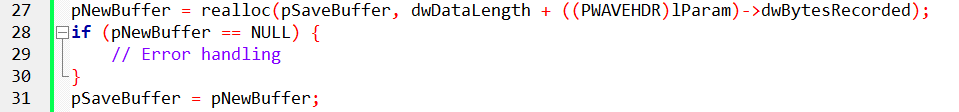 27 pNewBuffer = realloc(pSaveBuffer, dwDataLength + ((PWAVEHDR)lParam)->dwBytesRecorded);
28 if (pNewBuffer == NULL) {
29     // Error handling
30 }
31 pSaveBuffer = pNewBuffer;